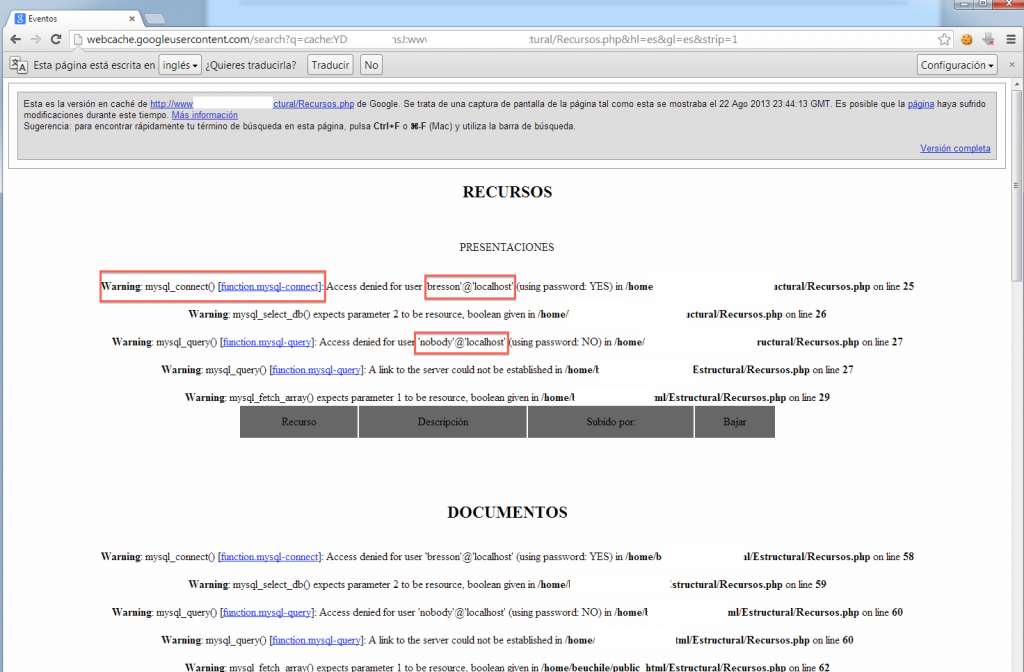 Eventos
webcache.googleusercontent.com/search?q=cache:YD nsJ:www tural/Recursos.php&hl=es&gl=es&strip=1
Esta página está escrita en inglés ¿Quieres traducirla? Traducir No Configuración
Esta es la versión en caché de http://www ctural/Recursos.php de Google. Se trata de una captura de pantalla de la página tal como esta se mostraba el 22 Ago 2013 23:44:13 GMT. Es posible que la página haya sufrido
modificaciones durante este tiempo. Más información
Sugerencia: para encontrar rápidamente tu término de búsqueda en esta página, pulsa Ctrl+F o ⌘-F (Mac) y utiliza la barra de búsqueda.
Versión completa
RECURSOS
PRESENTACIONES
Warning: mysql_connect() [function.mysql-connect]: Access denied for user 'bresson'@'localhost' (using password: YES) in /home uctural/Recursos.php on line 25
Warning: mysql_select_db() expects parameter 2 to be resource, boolean given in /home/ uctural/Recursos.php on line 26
Warning: mysql_query() [function.mysql-query]: Access denied for user 'nobody'@'localhost' (using password: NO) in /home/ ructural/Recursos.php on line 27
Warning: mysql_query() [function.mysql-query]: A link to the server could not be established in /home/b Estructural/Recursos.php on line 27
Warning: mysql_fetch_array() expects parameter 1 to be resource, boolean given in /home/b ml/Estructural/Recursos.php on line 29
Recurso Descripción Subido por: Bajar
DOCUMENTOS
Warning: mysql_connect() [function.mysql-connect]: Access denied for user 'bresson'@'localhost' (using password: YES) in /home/b l/Estructural/Recursos.php on line 58
Warning: mysql_select_db() expects parameter 2 to be resource, boolean given in /home/ structural/Recursos.php on line 59
Warning: mysql_query() [function.mysql-query]: Access denied for user 'nobody'@'localhost' (using password: NO) in /home/b ml/Estructural/Recursos.php on line 60
Warning: mysql_query() [function.mysql-query]: A link to the server could not be established in /home/ tml/Estructural/Recursos.php on line 60
Warning: mysql_fetch_array() expects parameter 1 to be resource, boolean given in /home/beuchile/public_html/Estructural/Recursos.php on line 62